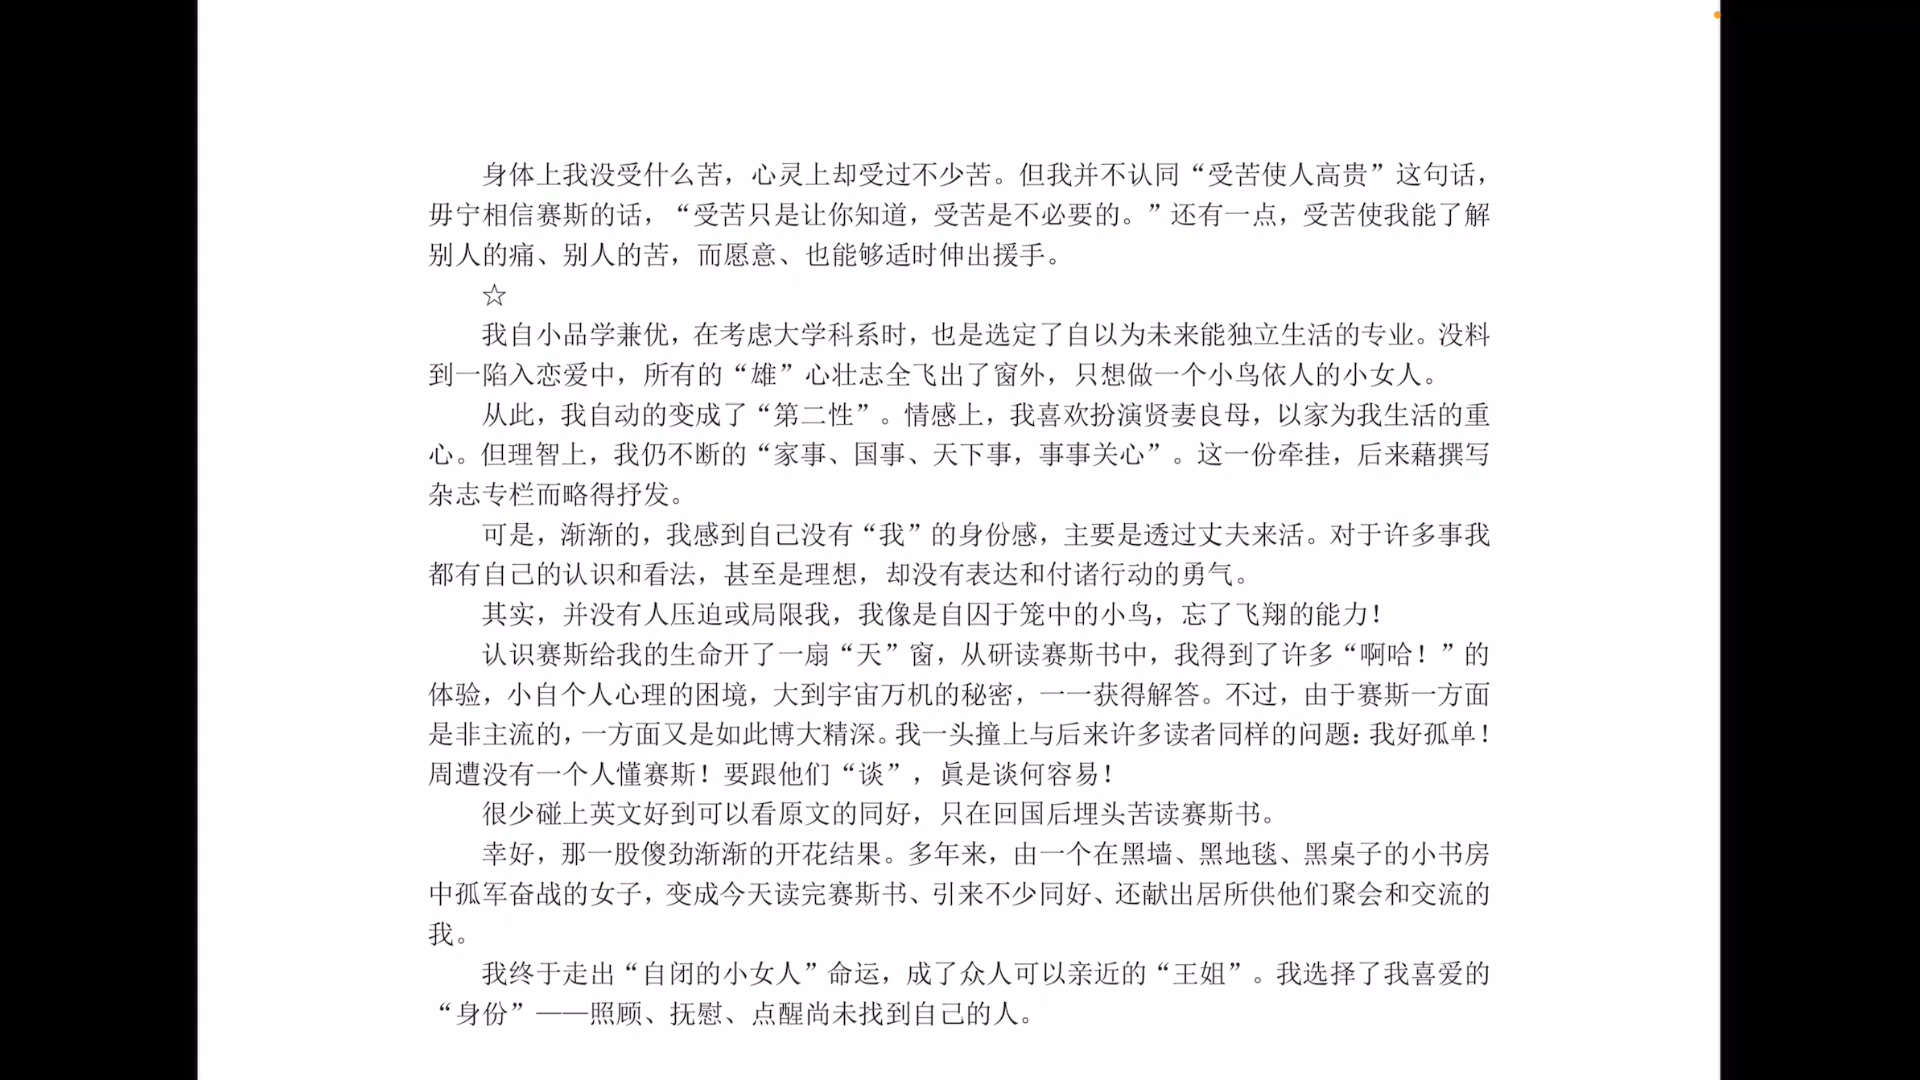 身体上我没受什么苦，心灵上却受过不少苦。但我并不认同“受苦使人高贵”这句话，
毋宁相信赛斯的话，“受苦只是让你知道，受苦是不必要的。”还有一点，受苦使我能了解
别人的痛、别人的苦，而愿意、也能够适时伸出援手。
☆
我自小品学兼优，在考虑大学科系时，也是选定了自以为未来能独立生活的专业。没料
到一陷入恋爱中，所有的“雄”心壮志全飞出了窗外，只想做一个小鸟依人的小女人。
从此，我自动的变成了“第二性”。情感上，我喜欢扮演贤妻良母，以家为我生活的重
心。但理智上，我仍不断的“家事、国事、天下事，事事关心”。这一份牵挂，后来藉撰写
杂志专栏而略得抒发。
可是，渐渐的，我感到自己没有“我”的身份感，主要是透过丈夫来活。对于许多事我
都有自己的认识和看法，甚至是理想，却没有表达和付诸行动的勇气。
其实，并没有人压迫或局限我，我像是自囚于笼中的小鸟，忘了飞翔的能力！
认识赛斯给我的生命开了一扇“天”窗，从研读赛斯书中，我得到了许多“啊哈！”的
体验，小自个人心理的困境，大到宇宙万机的秘密，一一获得解答。不过，由于赛斯一方面
是非主流的，一方面又是如此博大精深。我一头撞上与后来许多读者同样的问题：我好孤单！
周遭没有一个人懂赛斯！要跟他们“谈”，眞是谈何容易！
很少碰上英文好到可以看原文的同好，只在回国后埋头苦读赛斯书。
幸好，那一股傻劲渐渐的开花结果。多年来，由一个在黑墙、黑地毯、黑桌子的小书房
中孤军奋战的女子，变成今天读完赛斯书、引来不少同好、还献出居所供他们聚会和交流的
我。
我终于走出“自闭的小女人”命运，成了众人可以亲近的“王姐”。我选择了我喜爱的
“身份”——照顾、抚慰、点醒尚未找到自己的人。